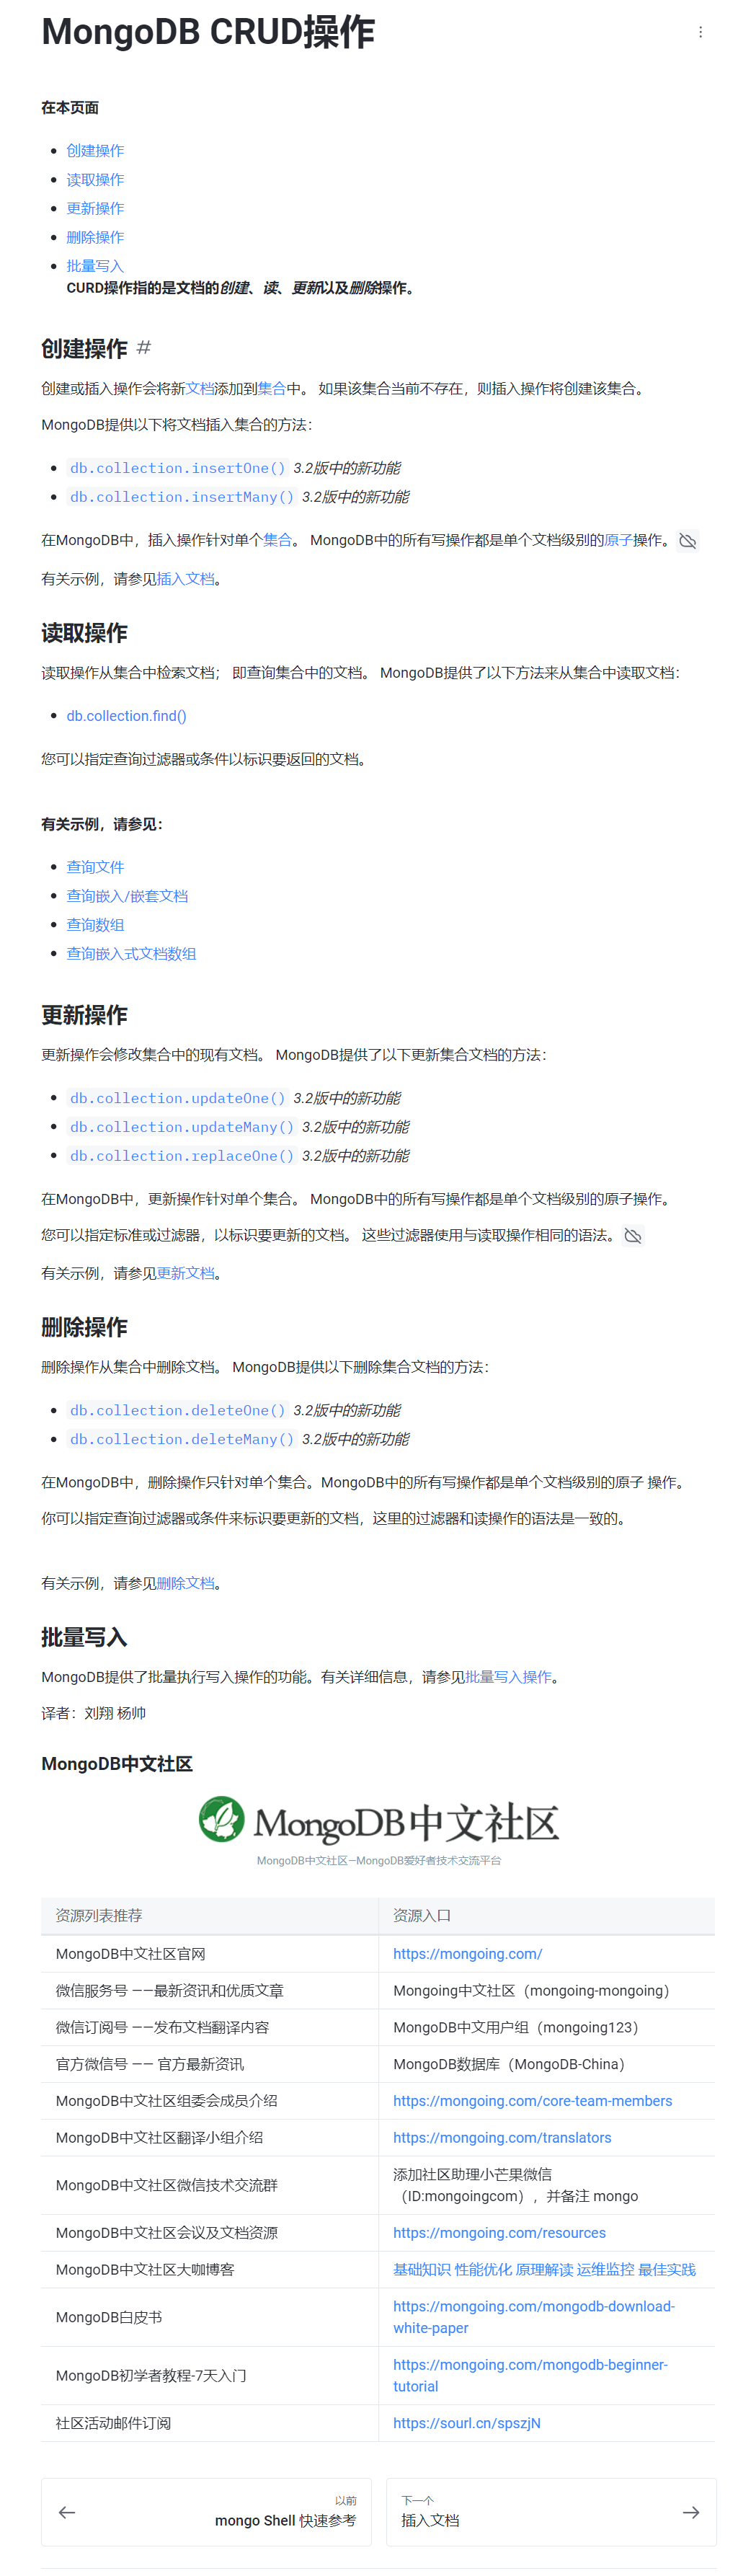 MongoDB CRUD操作
在本页面
创建操作
读取操作
更新操作
删除操作
批量写入
CURD操作指的是文档的创建、读、更新以及删除操作。
创建操作 #
创建或插入操作会将新文档添加到集合中。 如果该集合当前不存在，则插入操作将创建该集合。
MongoDB提供以下将文档插入集合的方法：
db.collection.insertOne() 3.2版中的新功能
db.collection.insertMany() 3.2版中的新功能
在MongoDB中，插入操作针对单个集合。 MongoDB中的所有写操作都是单个文档级别的原子操作。
有关示例，请参见插入文档。
读取操作
读取操作从集合中检索文档； 即查询集合中的文档。 MongoDB提供了以下方法来从集合中读取文档：
db.collection.find()
您可以指定查询过滤器或条件以标识要返回的文档。
有关示例，请参见：
查询文件
查询嵌入/嵌套文档
查询数组
查询嵌入式文档数组
更新操作
更新操作会修改集合中的现有文档。 MongoDB提供了以下更新集合文档的方法：
db.collection.updateOne() 3.2版中的新功能
db.collection.updateMany() 3.2版中的新功能
db.collection.replaceOne() 3.2版中的新功能
在MongoDB中，更新操作针对单个集合。 MongoDB中的所有写操作都是单个文档级别的原子操作。
您可以指定标准或过滤器，以标识要更新的文档。 这些过滤器使用与读取操作相同的语法。
有关示例，请参见更新文档。
删除操作
删除操作从集合中删除文档。 MongoDB提供以下删除集合文档的方法：
db.collection.deleteOne() 3.2版中的新功能
db.collection.deleteMany() 3.2版中的新功能
在MongoDB中，删除操作只针对单个集合。MongoDB中的所有写操作都是单个文档级别的原子 操作。
你可以指定查询过滤器或条件来标识要更新的文档，这里的过滤器和读操作的语法是一致的。
有关示例，请参见删除文档。
批量写入
MongoDB提供了批量执行写入操作的功能。有关详细信息，请参见批量写入操作。
译者：刘翔 杨帅
MongoDB中文社区
MongoDB中文社区
MongoDB中文社区—MongoDB爱好者技术交流平台
资源列表推荐 资源入口
MongoDB中文社区官网 https://mongoing.com/
微信服务号 ——最新资讯和优质文章 Mongoing中文社区（mongoing-mongoing）
微信订阅号 ——发布文档翻译内容 MongoDB中文用户组（mongoing123）
官方微信号 —— 官方最新资讯 MongoDB数据库（MongoDB-China）
MongoDB中文社区组委会成员介绍 https://mongoing.com/core-team-members
MongoDB中文社区翻译小组介绍 https://mongoing.com/translators
MongoDB中文社区微信技术交流群 添加社区助理小芒果微信
（ID:mongoingcom），并备注 mongo
MongoDB中文社区会议及文档资源 https://mongoing.com/resources
MongoDB中文社区大咖博客 基础知识 性能优化 原理解读 运维监控 最佳实践
MongoDB白皮书 https://mongoing.com/mongodb-download-
white-paper
MongoDB初学者教程-7天入门 https://mongoing.com/mongodb-beginner-
tutorial
社区活动邮件订阅 https://sourl.cn/spszjN
以前
mongo Shell 快速参考
下一个
插入文档